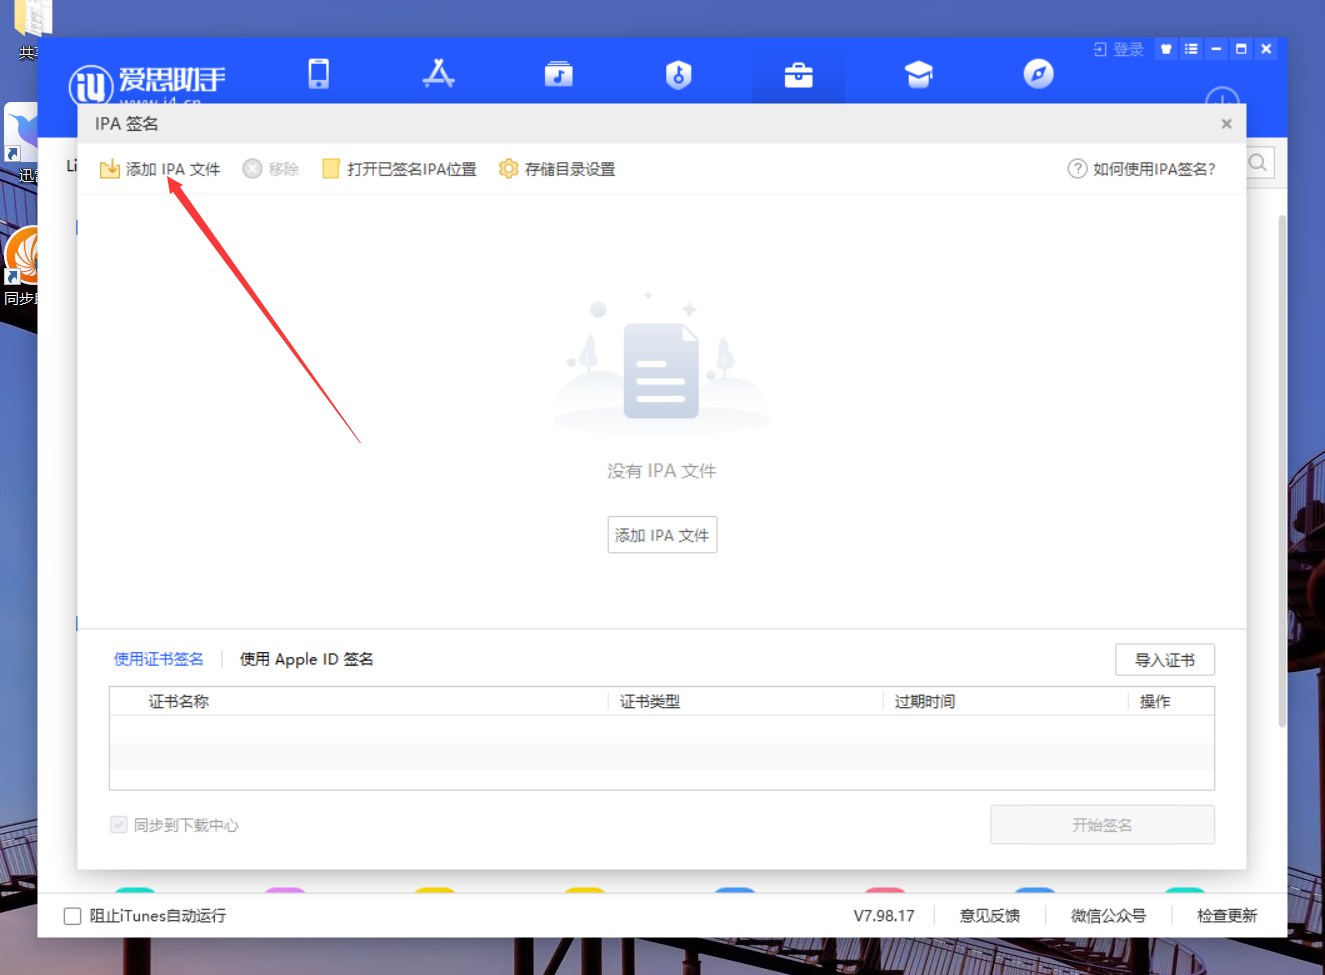 登录
爱思助手
IPA 签名
添加 IPA 文件
移除
打开已签名IPA位置
存储目录设置
如何使用IPA签名?
没有 IPA 文件
添加 IPA 文件
使用证书签名
使用 Apple ID 签名
导入证书
证书名称
证书类型
过期时间
操作
同步到下载中心
开始签名
阻止iTunes自动运行
V7.98.17
意见反馈
微信公众号
检查更新
同步